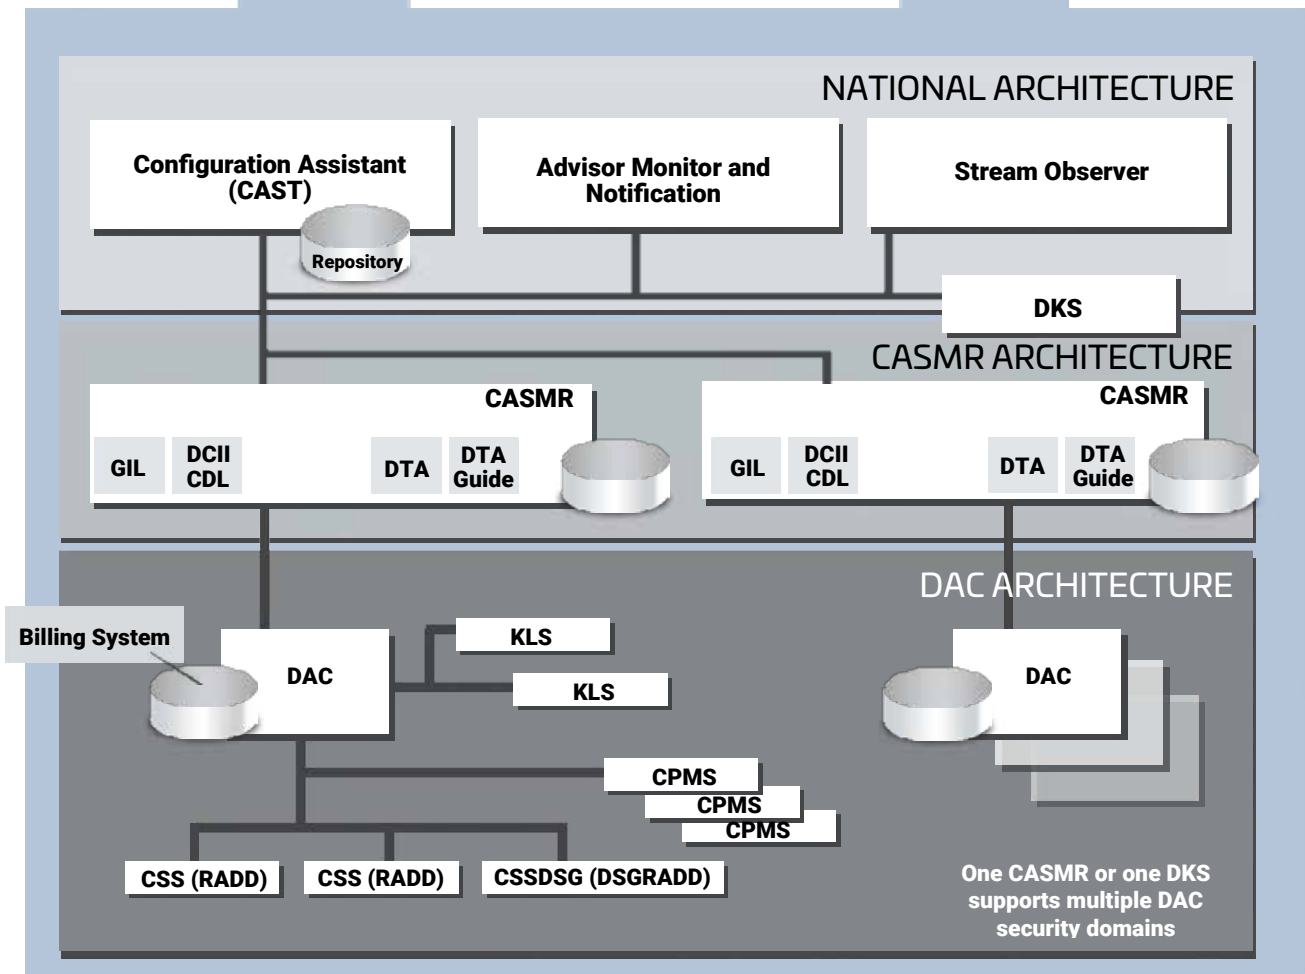 NATIONAL ARCHITECTURE
Configuration Assistant
(CAST)
Advisor Monitor and
Notification
Stream Observer
Repository
DKS
CASMR ARCHITECTURE
CASMR
GIL
DCII
CDL
DTA
DTA
Guide
CASMR
GIL
DCII
CDL
DTA
DTA
Guide
DAC ARCHITECTURE
Billing System
DAC
KLS
KLS
DAC
CPMS
CPMS
CPMS
CSS (RADD)
CSS (RADD)
CSSDSG (DSGRADD)
One CASMR or one DKS
supports multiple DAC
security domains